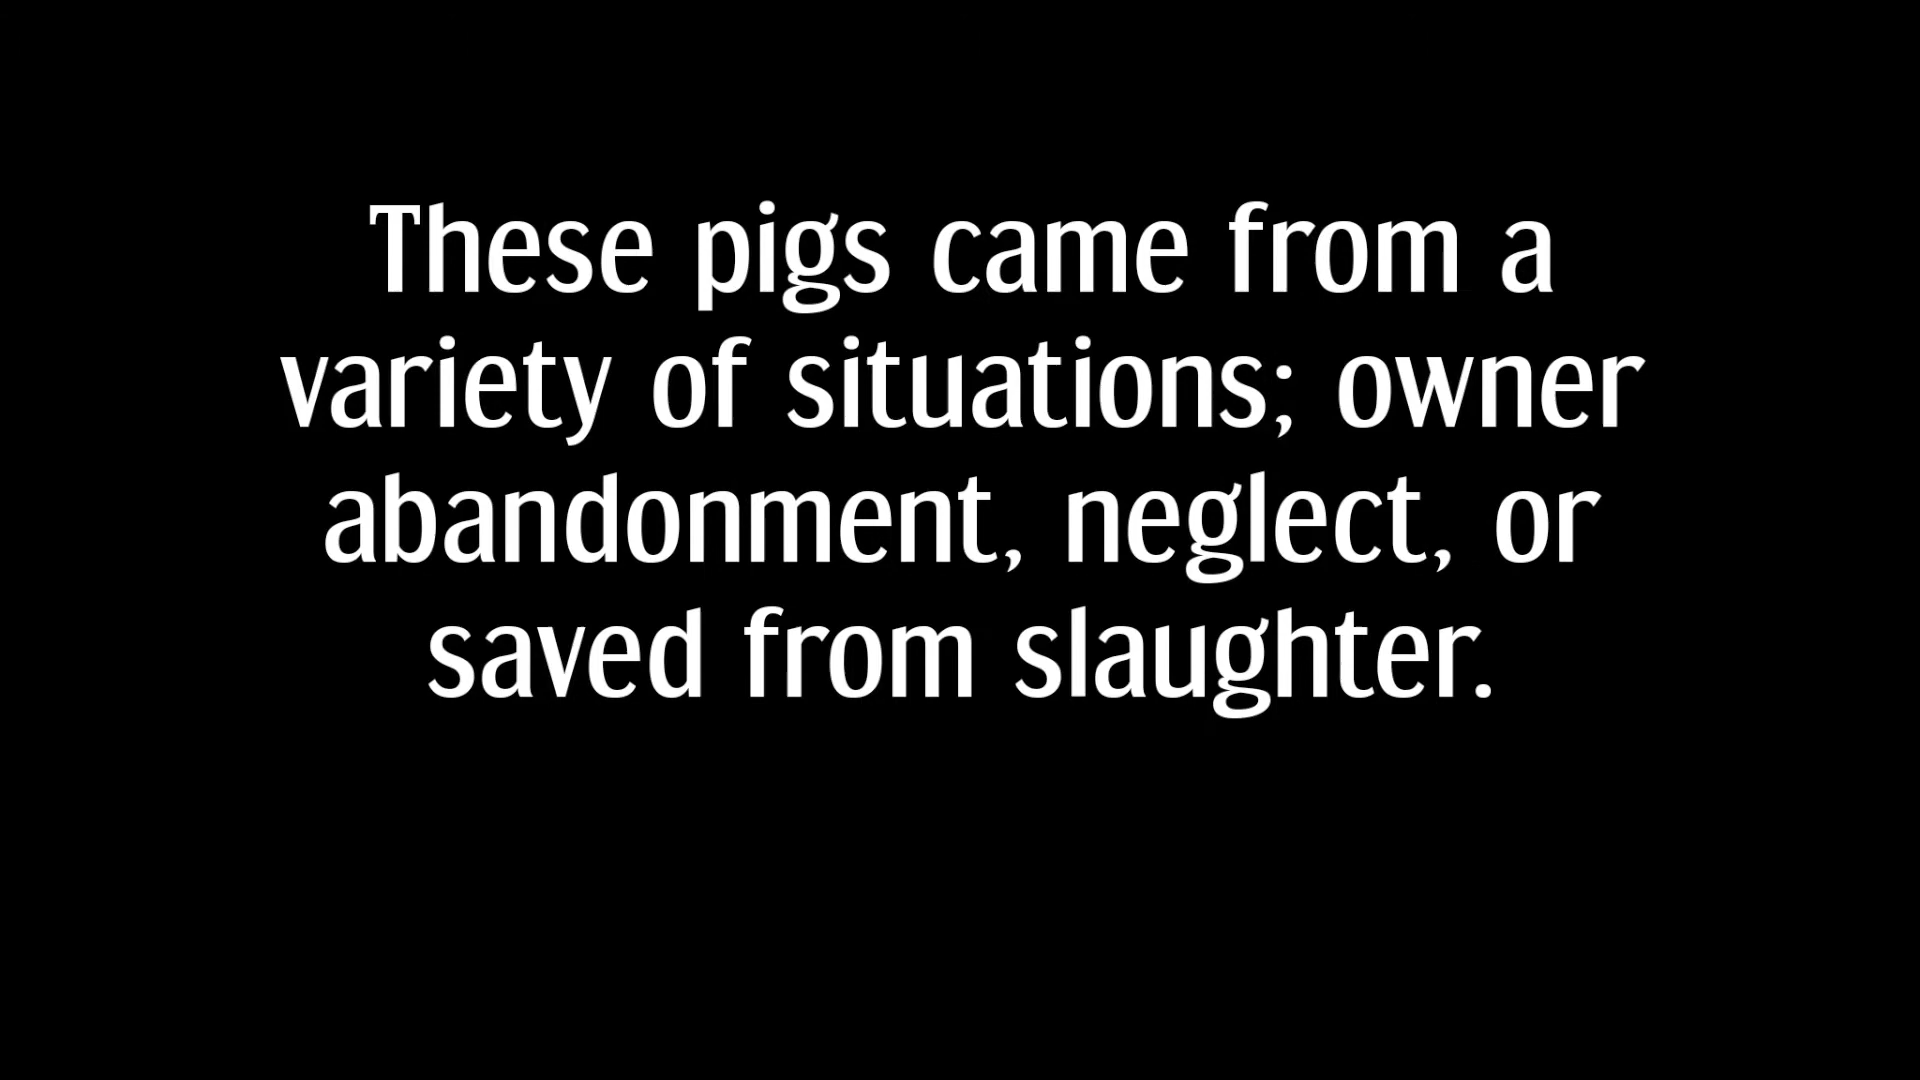 These pigs came from a
variety of situations; owner
abandonment, neglect, or
saved from slaughter.